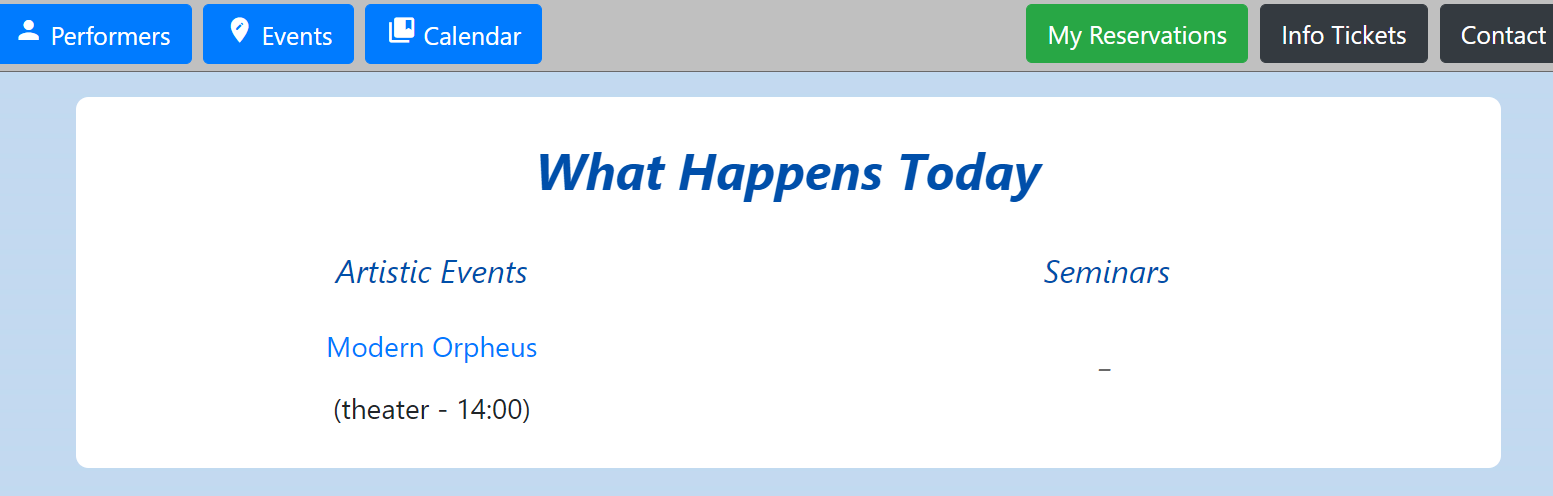 Performers Events Calendar My Reservations Info Tickets Contact
What Happens Today
Artistic Events Seminars
Modern Orpheus
–
(theater - 14:00)